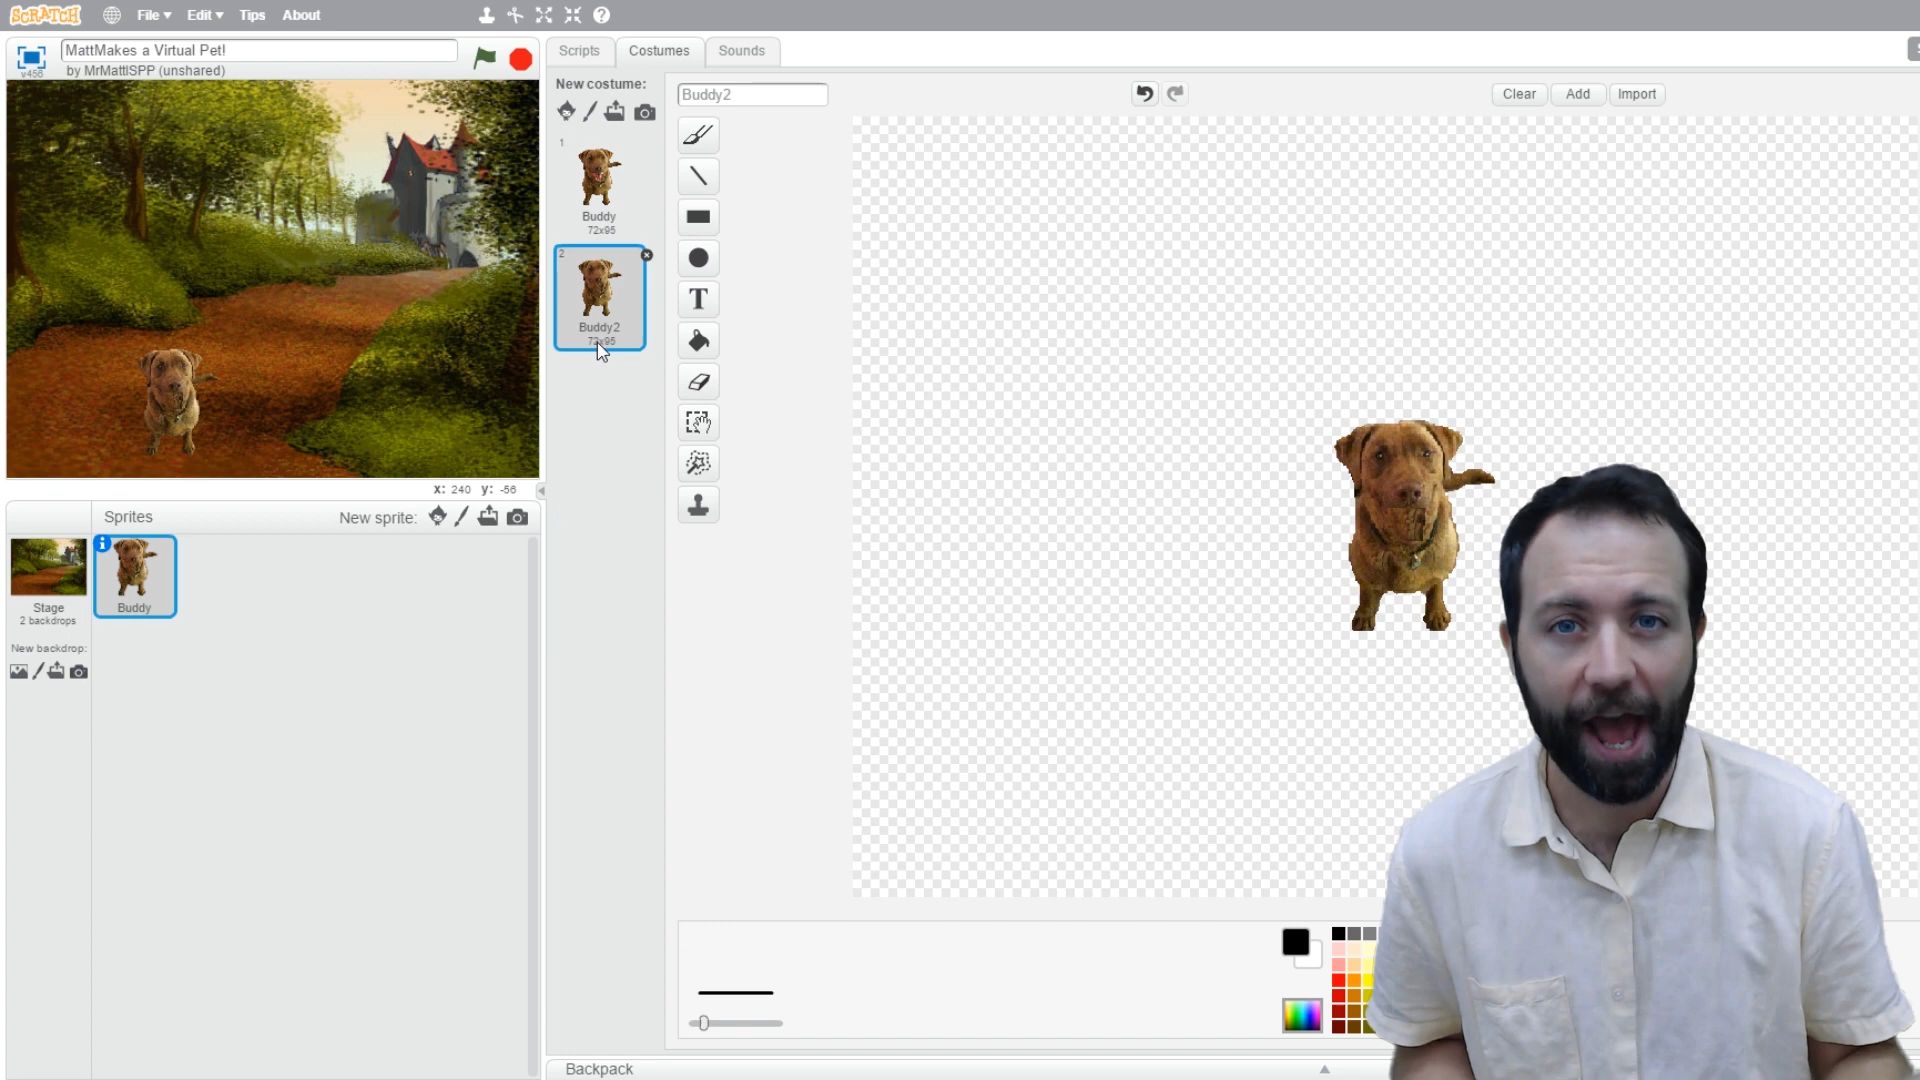 SCRATCH File Edit Tips About
MattMakes a Virtual Pet!
v456
by MrMattISPP (unshared)
Scripts Costumes Sounds
New costume:
Buddy2
Clear Add Import
1
Buddy
72x95
2
Buddy2
72x95
T
x: 240 y: -56
Sprites New sprite:
Stage
2 backdrops
Buddy
New backdrop:
Backpack